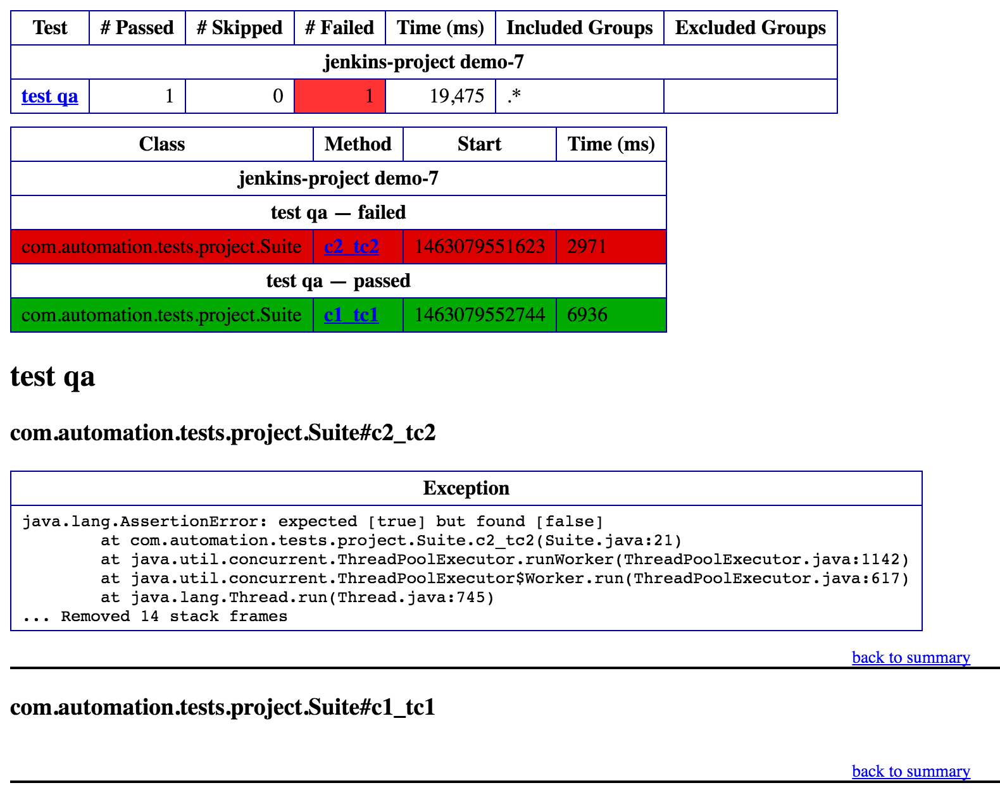 Test # Passed # Skipped # Failed Time (ms) Included Groups Excluded Groups
jenkins-project demo-7
test qa 1 0 1 19,475 .*
Class Method Start Time (ms)
jenkins-project demo-7
test qa — failed
com.automation.tests.project.Suite c2_tc2 1463079551623 2971
test qa — passed
com.automation.tests.project.Suite c1_tc1 1463079552744 6936
test qa
com.automation.tests.project.Suite#c2_tc2
Exception
java.lang.AssertionError: expected [true] but found [false]
at com.automation.tests.project.Suite.c2_tc2(Suite.java:21)
at java.util.concurrent.ThreadPoolExecutor.runWorker(ThreadPoolExecutor.java:1142)
at java.util.concurrent.ThreadPoolExecutor$Worker.run(ThreadPoolExecutor.java:617)
at java.lang.Thread.run(Thread.java:745)
... Removed 14 stack frames
back to summary
com.automation.tests.project.Suite#c1_tc1
back to summary